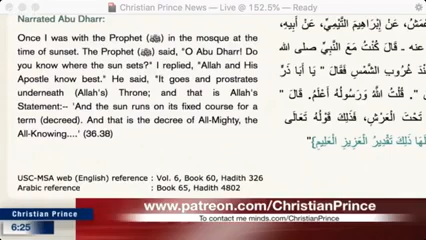 Christian Prince News — Live @ 152.5% — Ready)
Narrated Abu Dharr:
Once I was with the Prophet (ﷺ) in the mosque at the
time of sunset. The Prophet (ﷺ) said, "O Abu Dharr! Do
you know where the sun sets?" I replied, "Allah and His
Apostle know best." He said, "It goes and prostrates
underneath (Allah's) Throne; and that is Allah's
Statement:-- 'And the sun runs on its fixed course for a
term (decreed). And that is the decree of All-Mighty, the
All-Knowing....' (36.38)
عْمَشُ، عَنْ إِبْرَاهِيمَ التَّيْمِيِّ، عَنْ أَبِيهِ،
عنه ـ قَالَ كُنْتُ مَعَ النَّبِيِّ صلى الله
عِنْدَ غُرُوبِ الشَّمْسِ فَقَالَ " يَا أَبَا ذَرٍّ
". قُلْتُ اللَّهُ وَرَسُولُهُ أَعْلَمُ. قَالَ "
تَحْتَ الْعَرْشِ، فَذَلِكَ قَوْلُهُ تَعَالَى
لَهَا ذَلِكَ تَقْدِيرُ الْعَزِيزِ الْعَلِيمِ}"
USC-MSA web (English) reference : Vol. 6, Book 60, Hadith 326
Arabic reference : Book 65, Hadith 4802
Christian Prince
6:25
www.patreon.com/ChristianPrince
To contact me minds.com/ChristianPrince